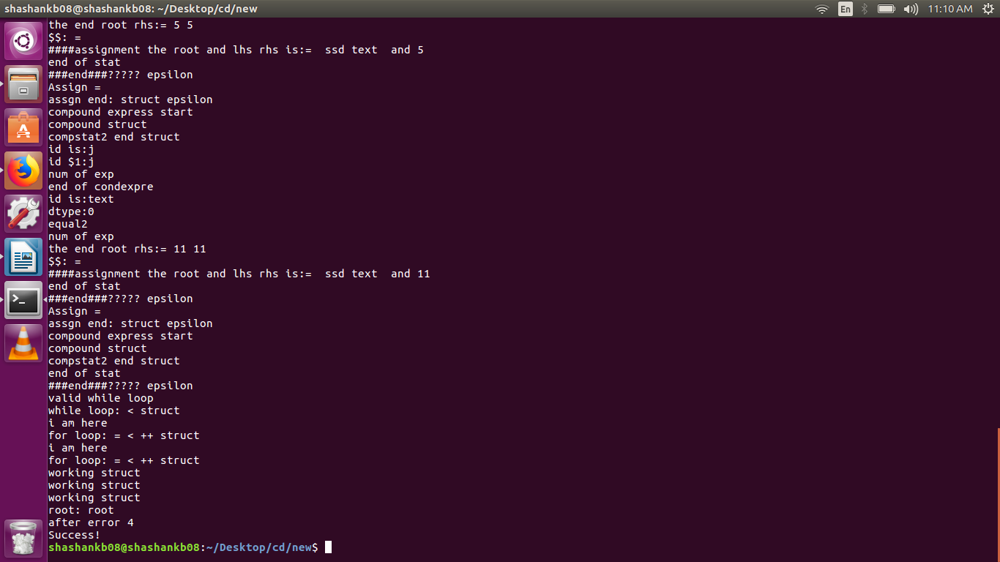 shashankb08@shashankb08: ~/Desktop/cd/new
En
11:10 AM
the end root rhs:= 5 5
$$: =
####assignment the root and lhs rhs is:=  ssd text  and 5
end of stat
###end###????? epsilon
Assign =
assgn end: struct epsilon
compound express start
compound struct
compstat2 end struct
id is:j
id $1:j
num of exp
end of condexpre
id is:text
dtype:0
equal2
num of exp
the end root rhs:= 11 11
$$: =
####assignment the root and lhs rhs is:=  ssd text  and 11
end of stat
###end###????? epsilon
Assign =
assgn end: struct epsilon
compound express start
compound struct
compstat2 end struct
end of stat
###end###????? epsilon
valid while loop
while loop: < struct
i am here
for loop: = < ++ struct
i am here
for loop: = < ++ struct
working struct
working struct
working struct
root: root
after error 4
Success!
shashankb08@shashankb08:~/Desktop/cd/new$